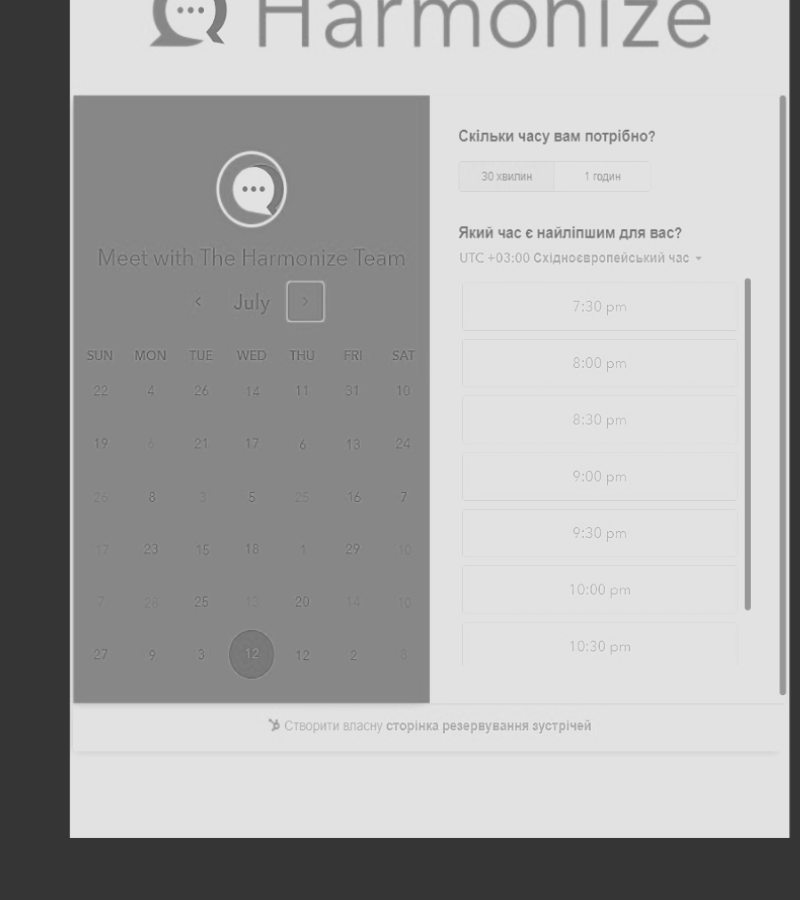 Harmonize
Meet with The Harmonize Team
July
SUN MON TUE WED THU FRI SAT
22 4 26 14 11 31 10
19 6 21 17 6 13 24
26 8 3 5 25 16 7
17 23 15 18 1 29 10
7 28 25 13 20 14 10
27 9 3 12 12 2 8
Скільки часу вам потрібно?
30 хвилин 1 годин
Який час є найліпшим для вас?
UTC +03:00 Східноєвропейський час
7:30 pm
8:00 pm
8:30 pm
9:00 pm
9:30 pm
10:00 pm
10:30 pm
Створити власну сторінка резервування зустрічей